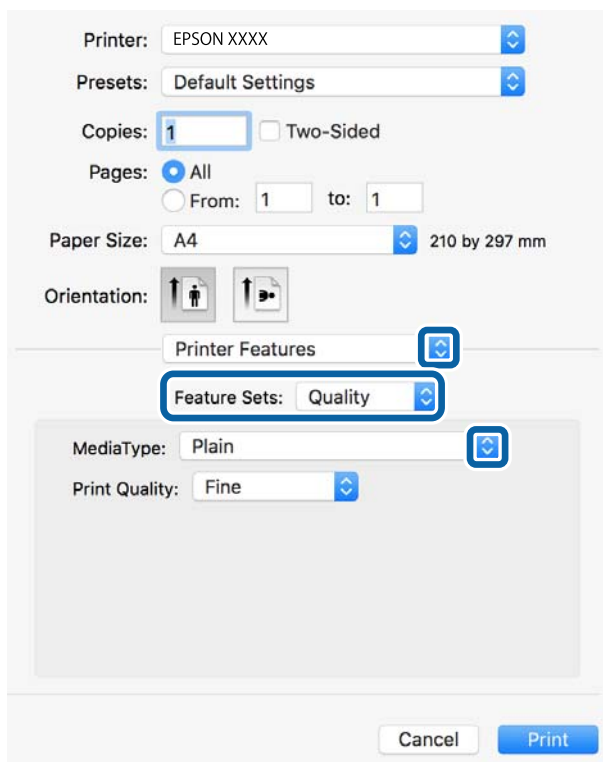 Printer: EPSON XXXX
Presets: Default Settings
Copies: 1 Two-Sided
Pages: All
From: 1 to: 1
Paper Size: A4 210 by 297 mm
Orientation:
Printer Features
Feature Sets: Quality
MediaType: Plain
Print Quality: Fine
Cancel Print